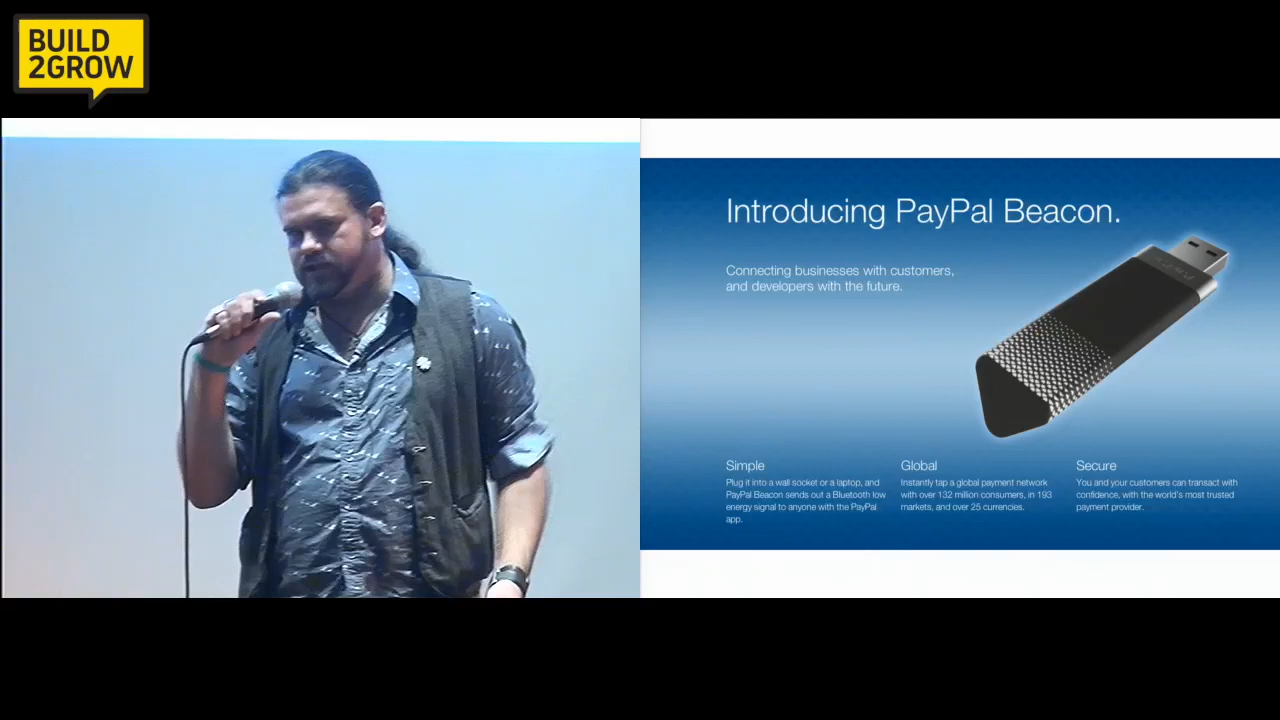 BUILD
2GROW
Introducing PayPal Beacon.
Connecting businesses with customers,
and developers with the future.
Simple
Plug it into a wall socket or a laptop, and
PayPal Beacon sends out a Bluetooth low
energy signal to anyone with the PayPal
app.
Global
Instantly tap a global payment network
with over 132 million consumers, in 193
markets, and over 25 currencies.
Secure
You and your customers can transact with
confidence, with the world's most trusted
payment provider.